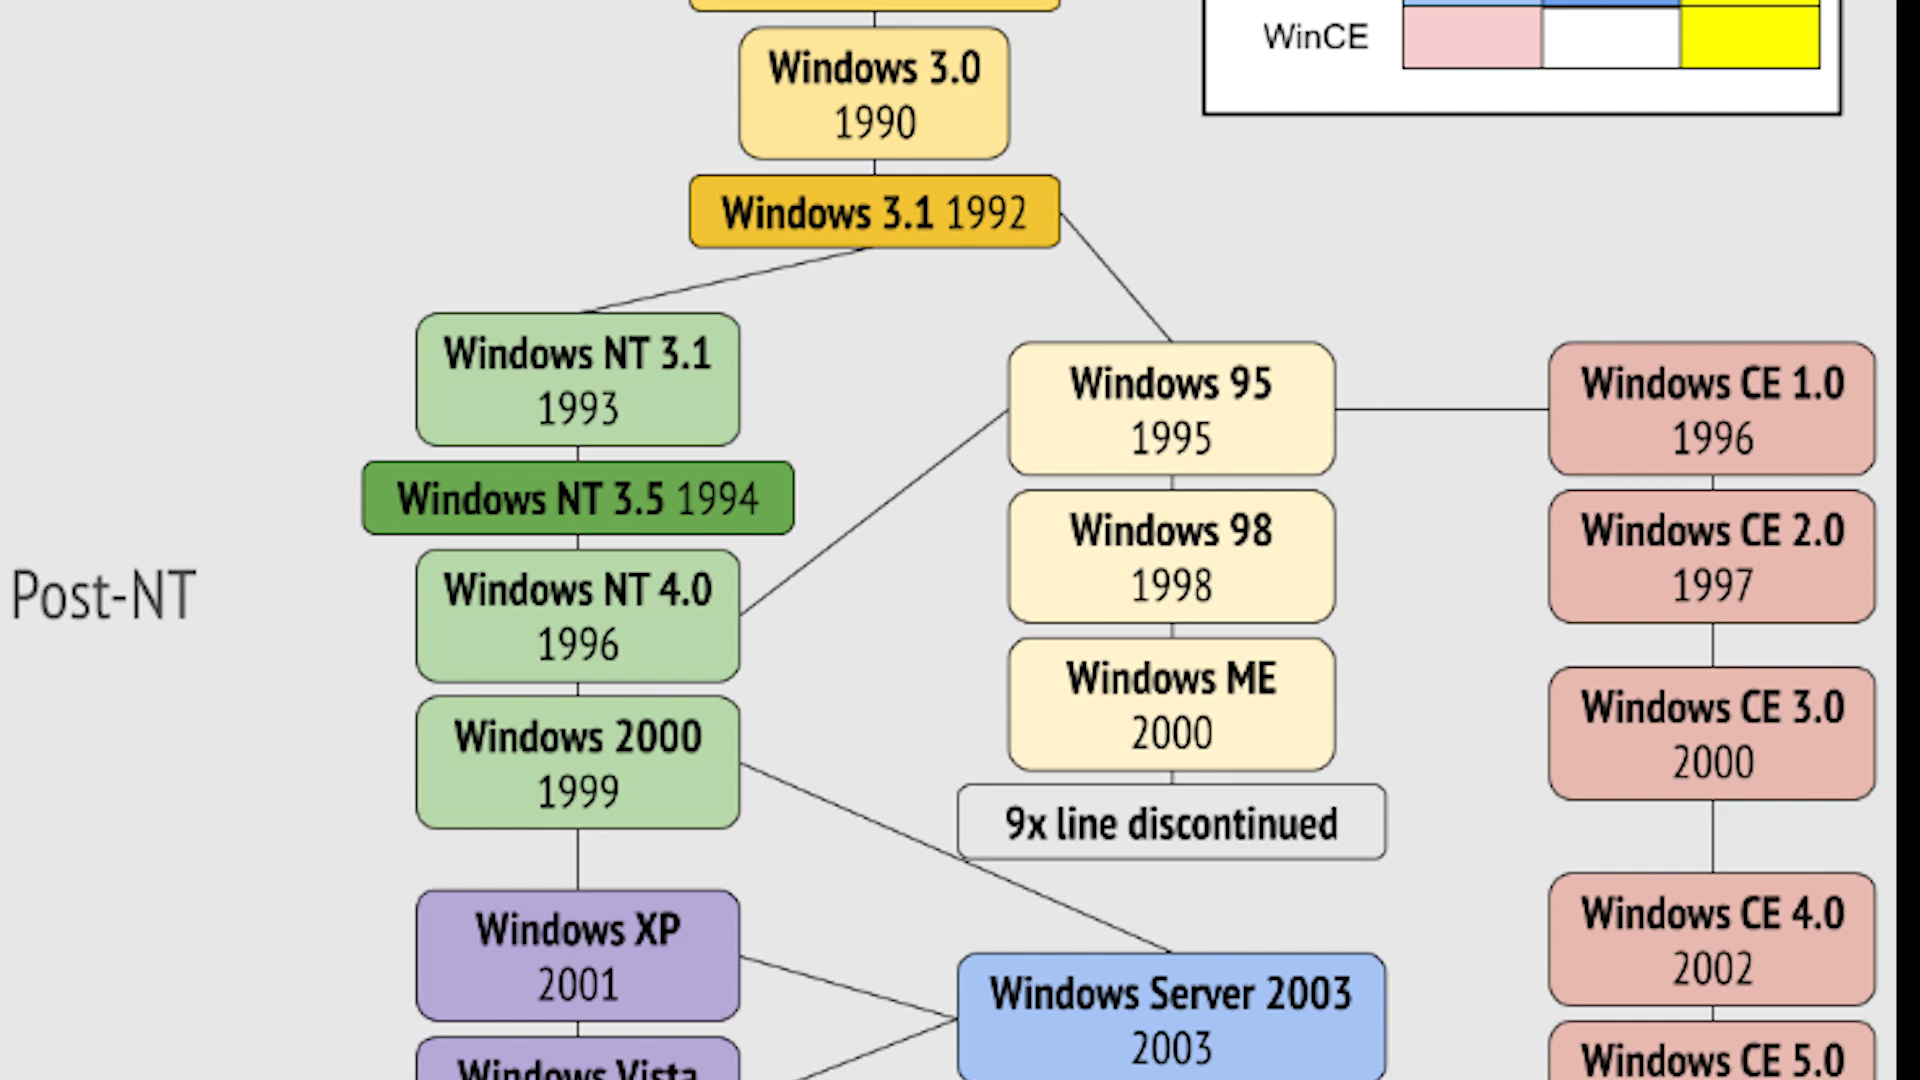 WinCE
Windows 3.0
1990
Windows 3.1 1992
Windows NT 3.1
1993
Windows NT 3.5 1994
Windows NT 4.0
1996
Windows 2000
1999
Windows XP
2001
Windows Vista
Post-NT
Windows 95
1995
Windows 98
1998
Windows ME
2000
9x line discontinued
Windows Server 2003
2003
Windows CE 1.0
1996
Windows CE 2.0
1997
Windows CE 3.0
2000
Windows CE 4.0
2002
Windows CE 5.0